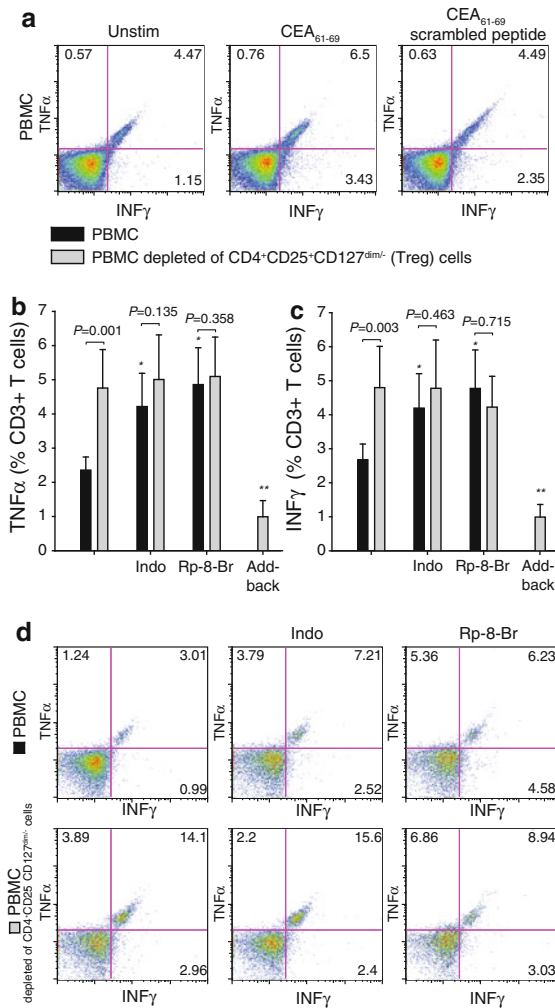 a
Unstim
CEA61-69
CEA61-69
scrambled peptide
PBMC
TNFα
0.57
4.47
1.15
INFγ
TNFα
0.76
6.5
3.43
INFγ
TNFα
0.63
4.49
2.35
INFγ
PBMC
PBMC depleted of CD4+CD25+CD127dim/- (Treg) cells
b
TNFα (% CD3+ T cells)
7
6
5
4
3
2
1
0
P=0.001
P=0.135
P=0.358
*
*
**
Indo
Rp-8-Br
Add-
back
c
INFγ (% CD3+ T cells)
7
6
5
4
3
2
1
0
P=0.003
P=0.463
P=0.715
*
*
**
Indo
Rp-8-Br
Add-
back
d
Indo
Rp-8-Br
PBMC
TNFα
1.24
3.01
0.99
INFγ
TNFα
3.79
7.21
2.52
INFγ
TNFα
5.36
6.23
4.58
INFγ
PBMC
depleted of CD4+CD25 CD127dim/- cells
TNFα
3.89
14.1
2.96
INFγ
TNFα
2.2
15.6
2.4
INFγ
TNFα
6.86
8.94
3.03
INFγ